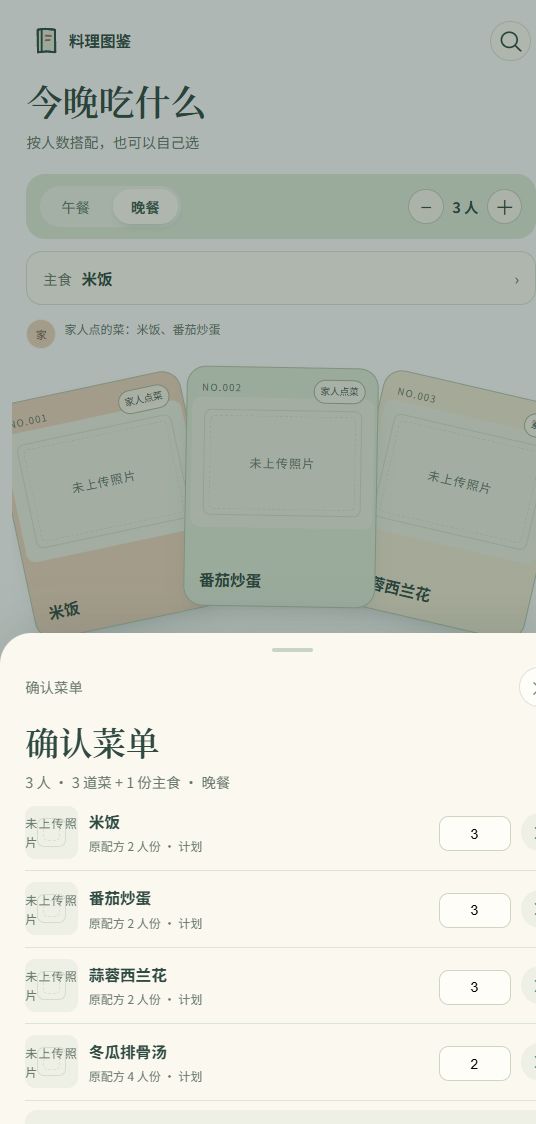 料理图鉴
今晚吃什么
按人数搭配，也可以自己选
午餐 晚餐 − 3 人 +
主食 米饭 ›
家 家人点的菜：米饭、番茄炒蛋
NO.001 家人点菜
未上传照片
米饭
NO.002 家人点菜
未上传照片
番茄炒蛋
NO.003
未上传照片
蓉西兰花
确认菜单
确认菜单
3 人 · 3 道菜 + 1 份主食 · 晚餐
未上传照片
米饭
原配方 2 人份 · 计划
3
未上传照片
番茄炒蛋
原配方 2 人份 · 计划
3
未上传照片
蒜蓉西兰花
原配方 2 人份 · 计划
3
未上传照片
冬瓜排骨汤
原配方 4 人份 · 计划
2